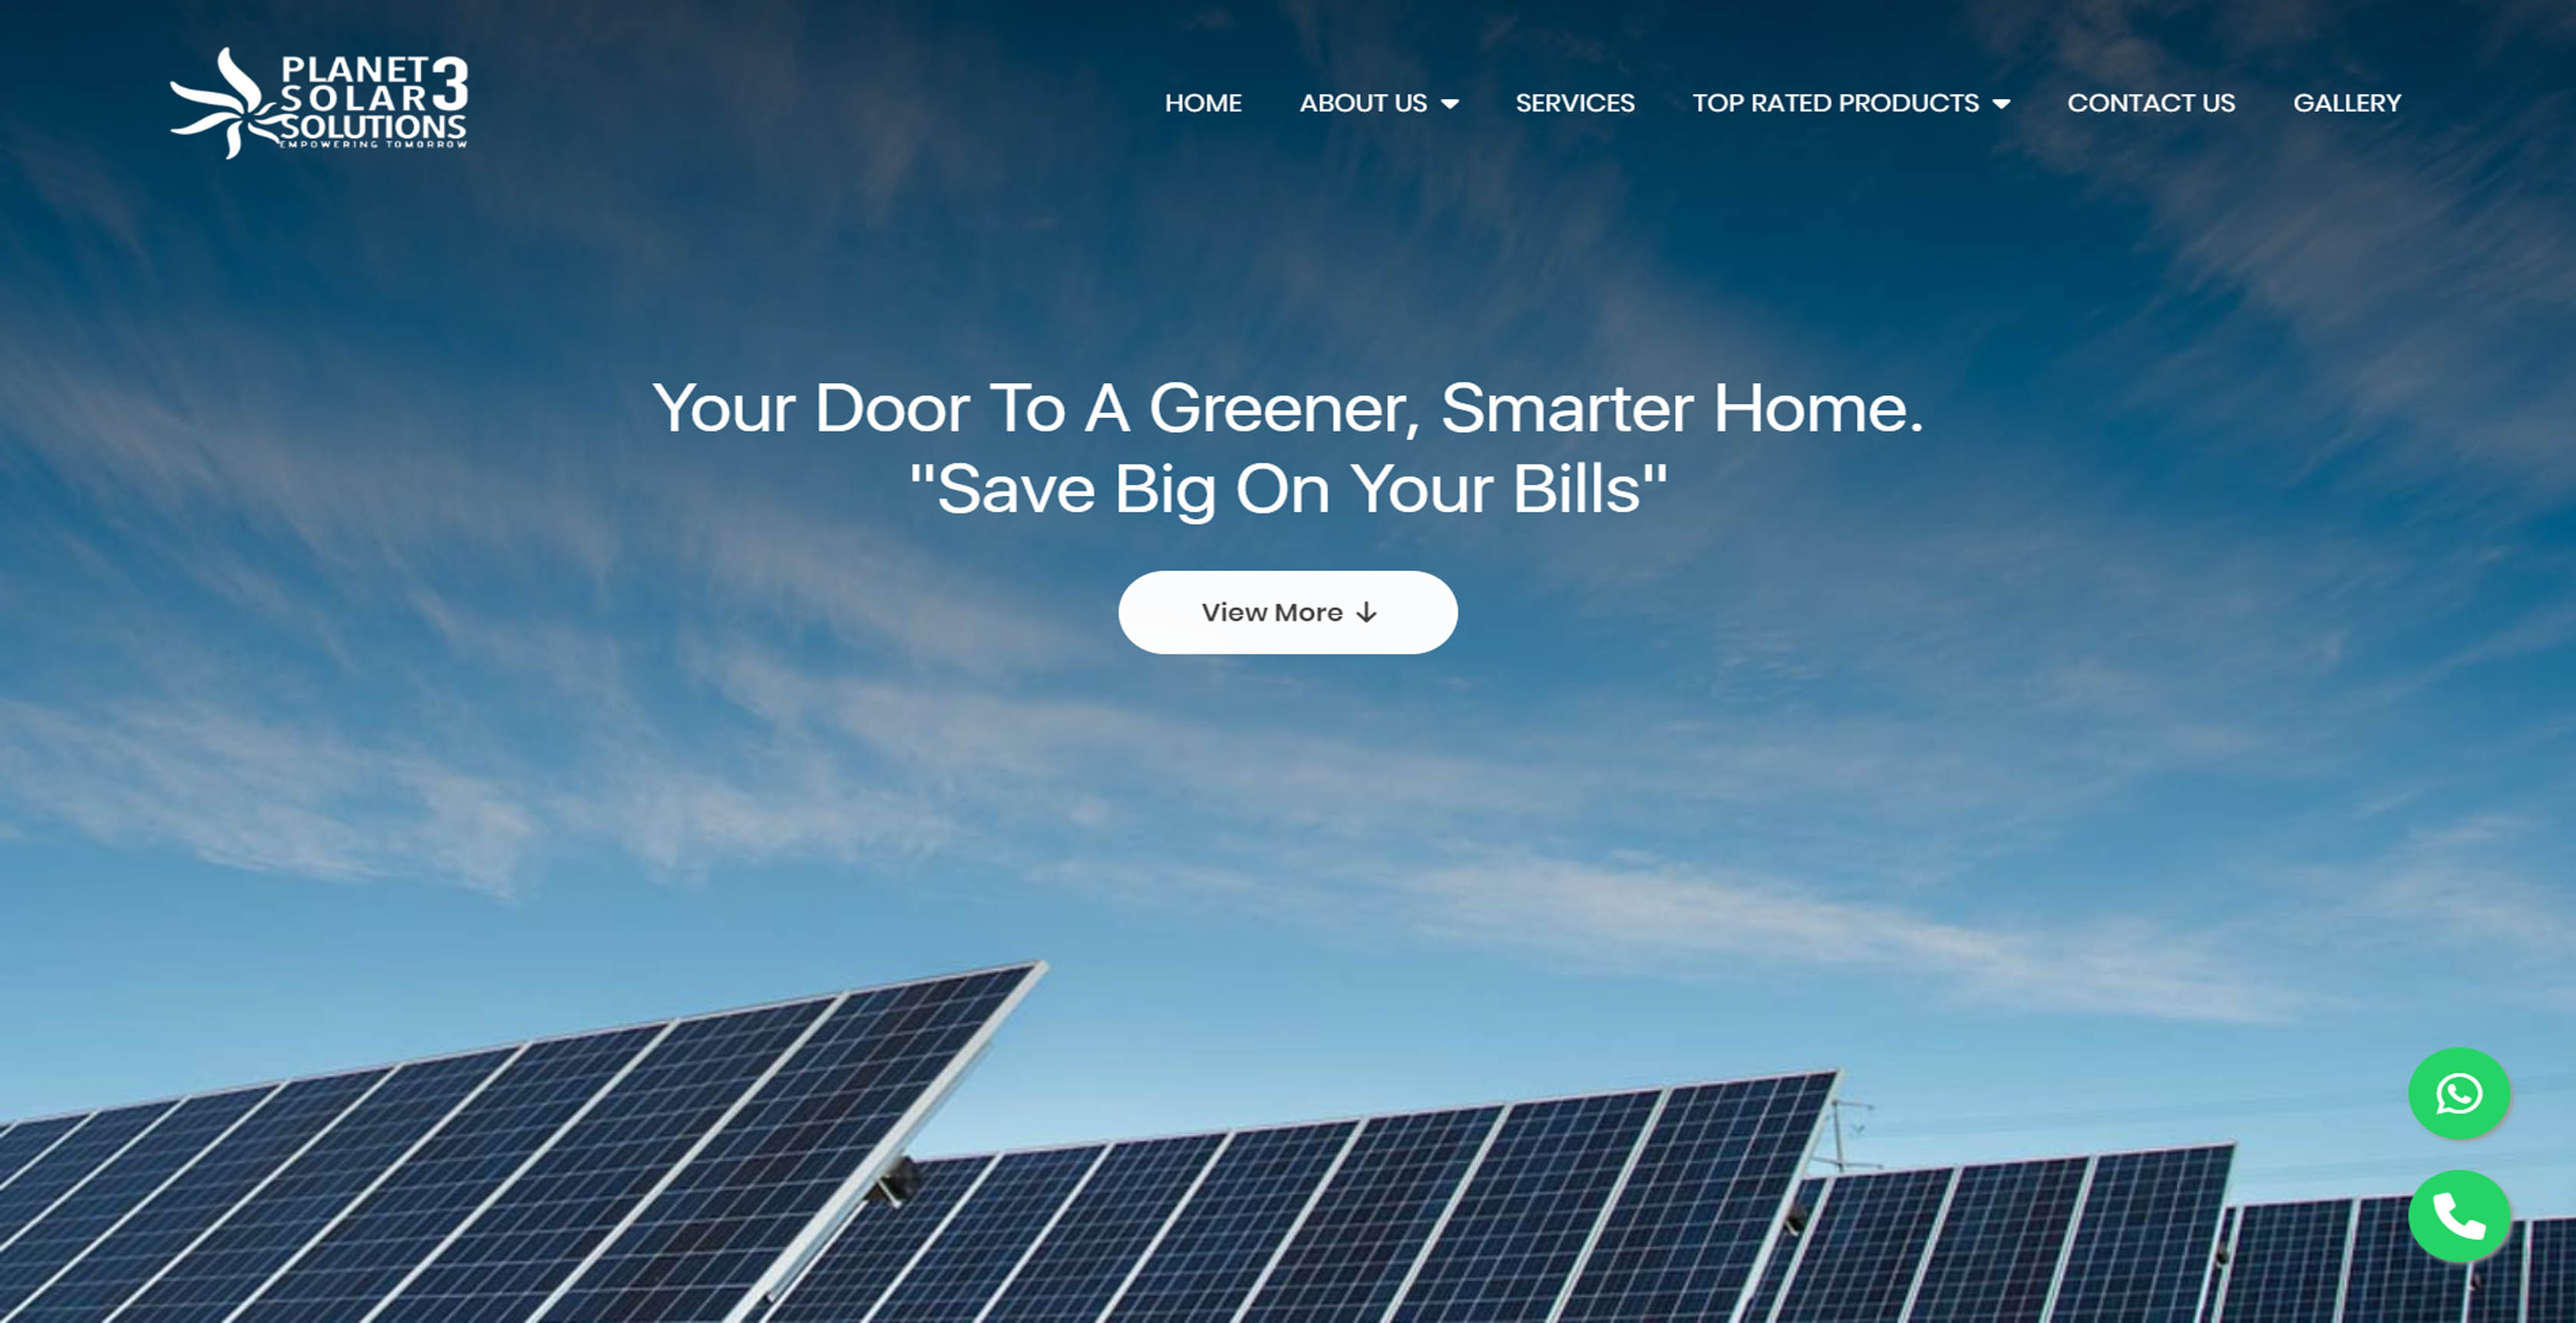 PLANET 3
SOLAR
SOLUTIONS
EMPOWERING TOMORROW
HOME ABOUT US SERVICES TOP RATED PRODUCTS CONTACT US GALLERY
Your Door To A Greener, Smarter Home.
"Save Big On Your Bills"
View More